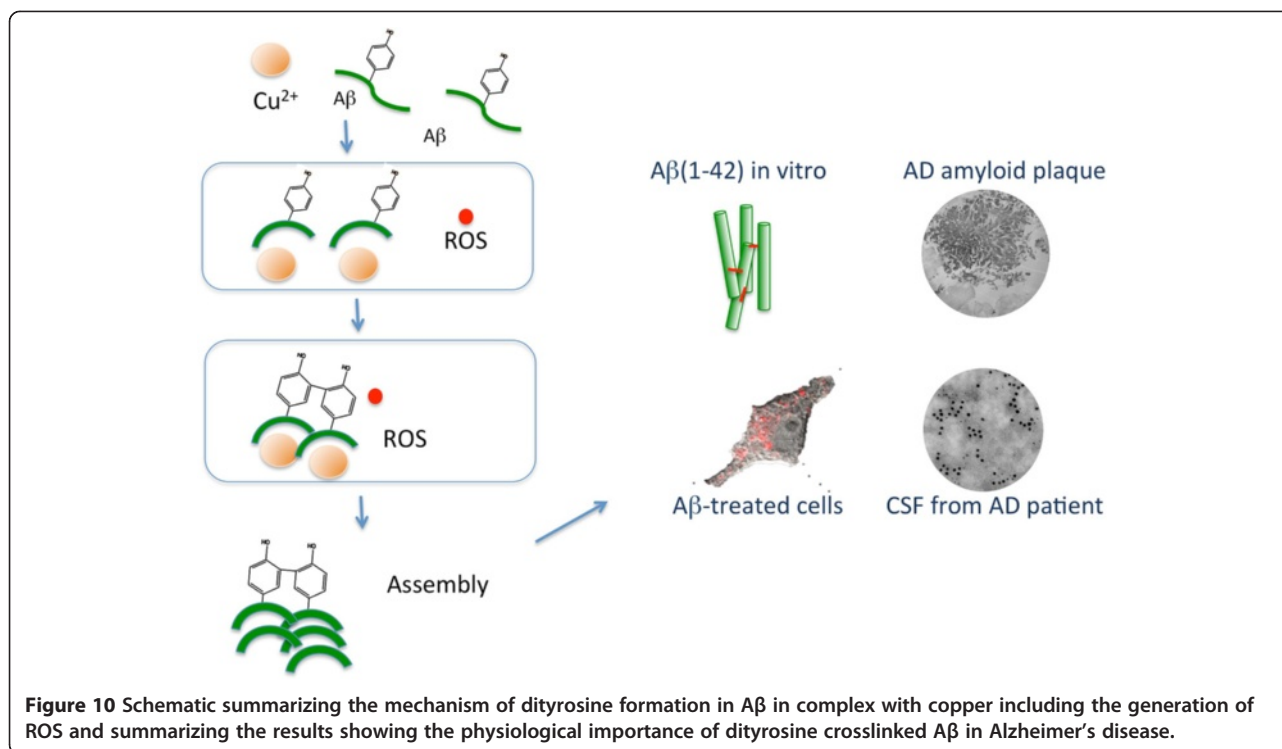 Cu²⁺
Aβ
Aβ
ROS
ROS
Assembly
Aβ(1-42) in vitro
AD amyloid plaque
Aβ-treated cells
CSF from AD patient
Figure 10 Schematic summarizing the mechanism of dityrosine formation in Aβ in complex with copper including the generation of
ROS and summarizing the results showing the physiological importance of dityrosine crosslinked Aβ in Alzheimer's disease.